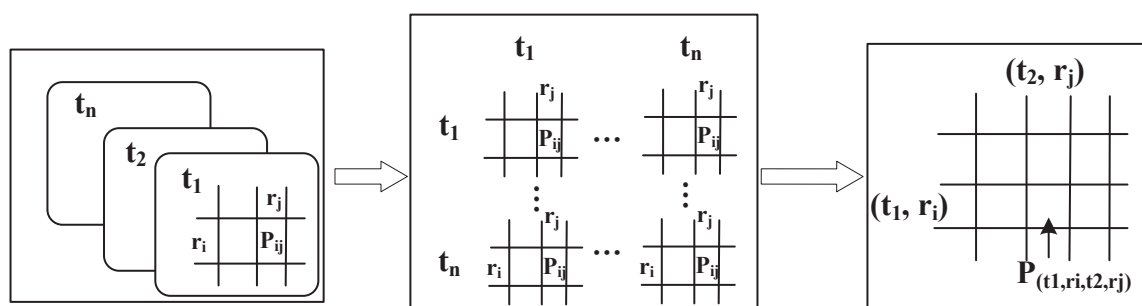 tn
t2
t1
rj
ri Pij
t1 tn
rj rj
t1 Pij ... Pij
⋮ ⋮
rj rj
tn ri Pij ... ri Pij
(t2, rj)
(t1, ri)
P(t1,ri,t2,rj)